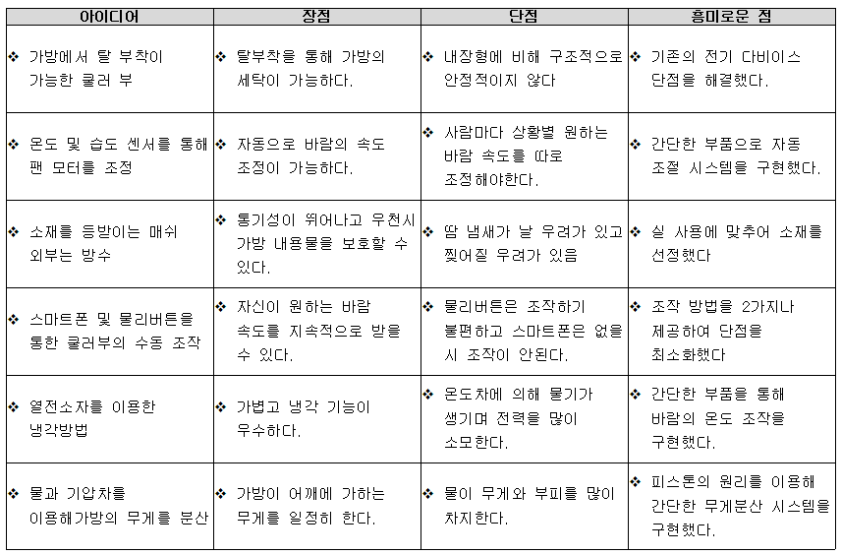 아이디어 장점 단점 흥미로운 점
❖ 가방에서 탈 부착이
가능한 쿨러 부
❖ 탈부착을 통해 가방의
세탁이 가능하다.
❖ 내장형에 비해 구조적으로
안정적이지 않다
❖ 기존의 전기 다비이스
단점을 해결했다.
❖ 온도 및 습도 센서를 통해
팬 모터를 조정
❖ 자동으로 바람의 속도
조정이 가능하다.
❖ 사람마다 상황별 원하는
바람 속도를 따로
조정해야한다.
❖ 간단한 부품으로 자동
조절 시스템을 구현했다.
❖ 소재를 등받이는 매쉬
외부는 방수
❖ 통기성이 뛰어나고 우천시
가방 내용물을 보호할 수
있다.
❖ 땀 냄새가 날 우려가 있고
찢어질 우려가 있음
❖ 실 사용에 맞추어 소재를
선정했다
❖ 스마트폰 및 물리버튼을
통한 쿨러부의 수동 조작
❖ 자신이 원하는 바람
속도를 지속적으로 받을
수 있다.
❖ 물리버튼은 조작하기
불편하고 스마트폰은 없을
시 조작이 안된다.
❖ 조작 방법을 2가지나
제공하여 단점을
최소화했다
❖ 열전소자를 이용한
냉각방법
❖ 가볍고 냉각 기능이
우수하다.
❖ 온도차에 의해 물기가
생기며 전력을 많이
소모한다.
❖ 간단한 부품을 통해
바람의 온도 조작을
구현했다.
❖ 물과 기압차를
이용해가방의 무게를 분산
❖ 가방이 어깨에 가하는
무게를 일정히 한다.
❖ 물이 무게와 부피를 많이
차지한다.
❖ 피스톤의 원리를 이용해
간단한 무게분산 시스템을
구현했다.